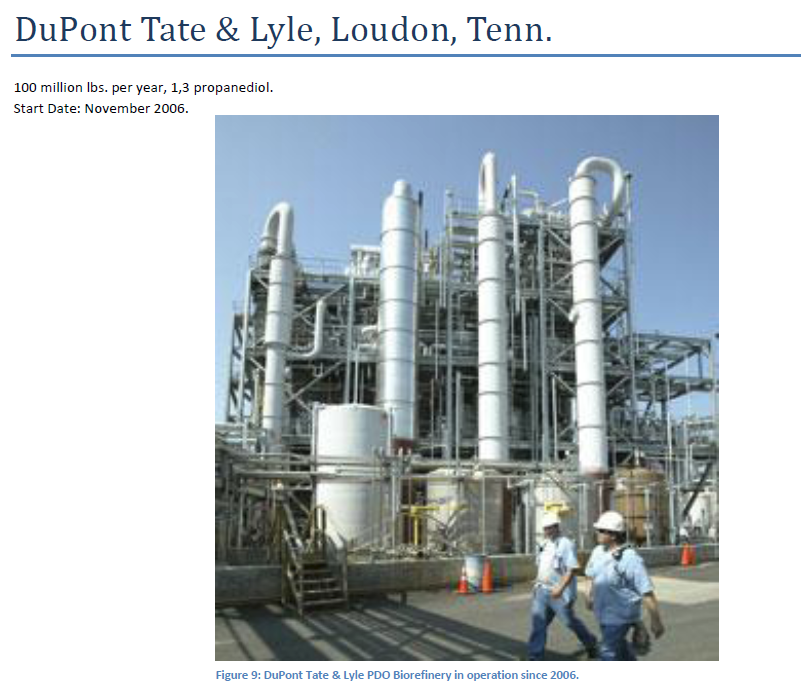 DuPont Tate & Lyle, Loudon, Tenn.
100 million lbs. per year, 1,3 propanediol.
Start Date: November 2006.
Figure 9: DuPont Tate & Lyle PDO Biorefinery in operation since 2006.